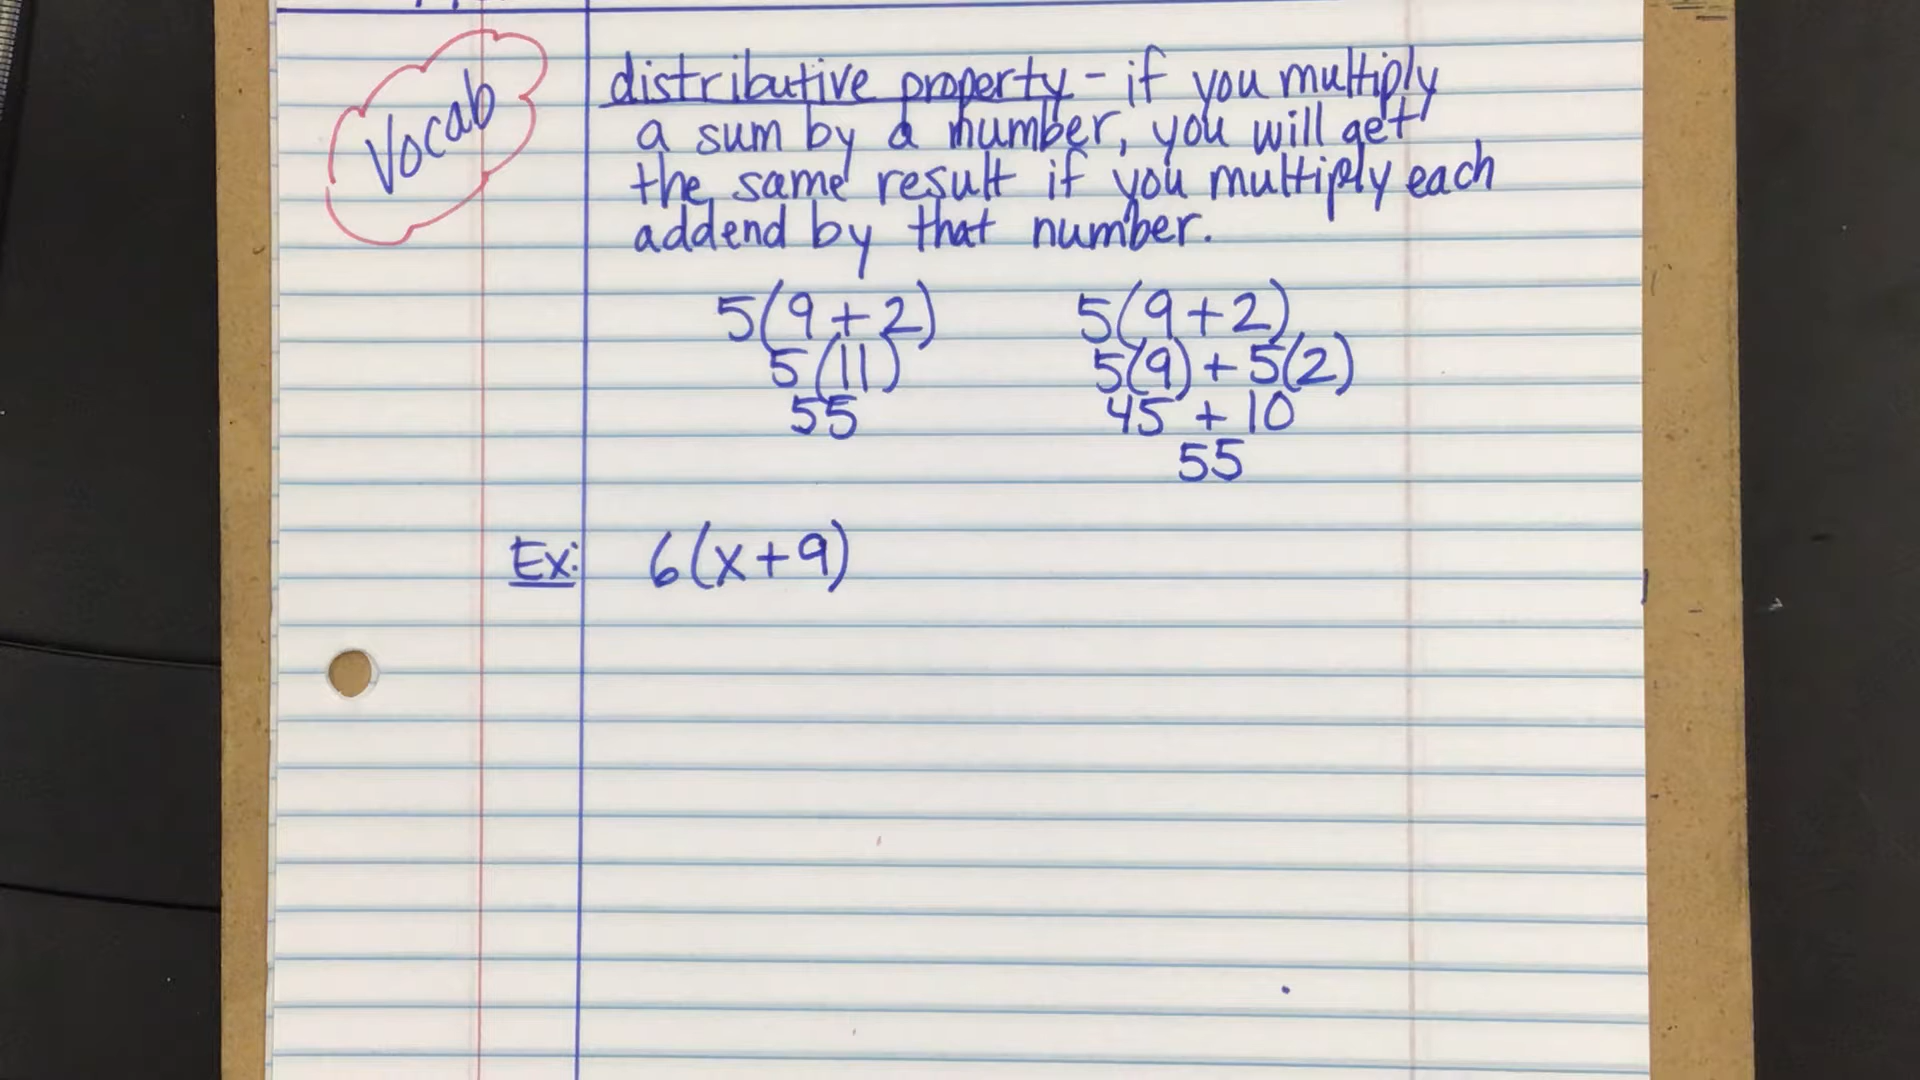 Vocab
distributive property - if you multiply
a sum by a number, you will get
the same result if you multiply each
addend by that number.
5(9+2) 5(9+2)
5(11) 5(9) + 5(2)
55 45 + 10
55
Ex: 6(x+9)